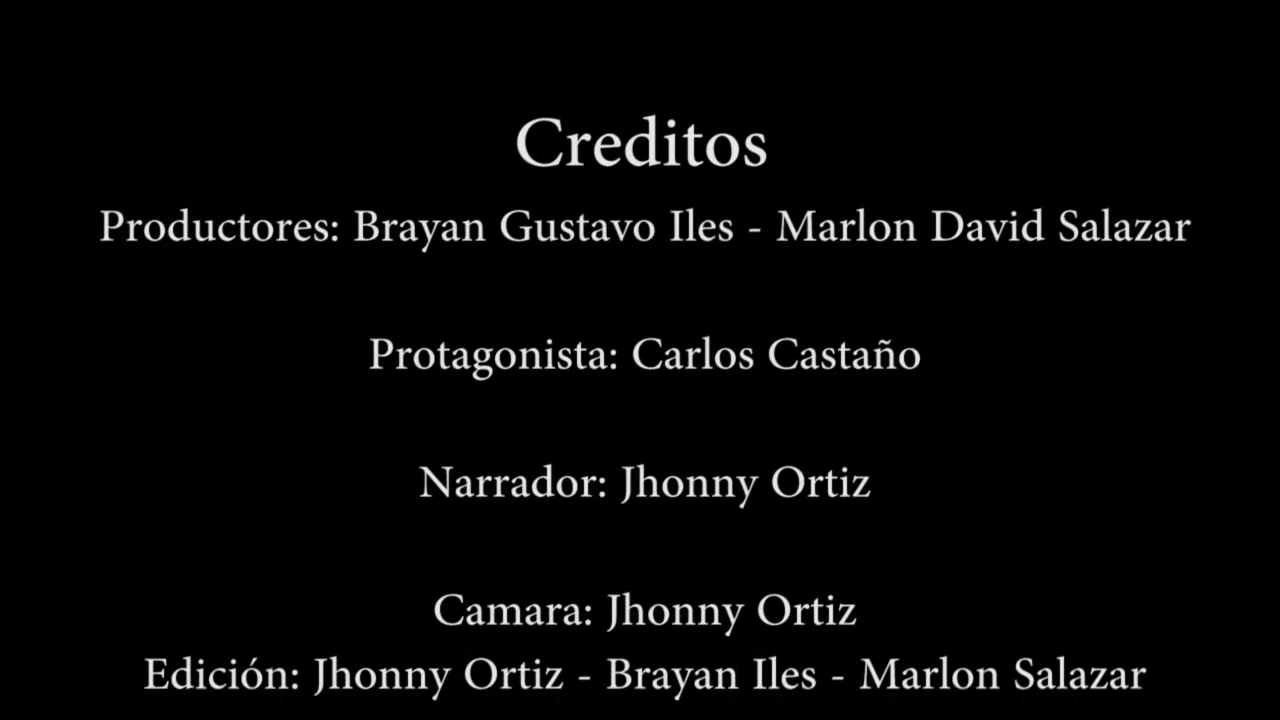 Creditos
Productores: Brayan Gustavo Iles - Marlon David Salazar
Protagonista: Carlos Castaño
Narrador: Jhonny Ortiz
Camara: Jhonny Ortiz
Edición: Jhonny Ortiz - Brayan Iles - Marlon Salazar